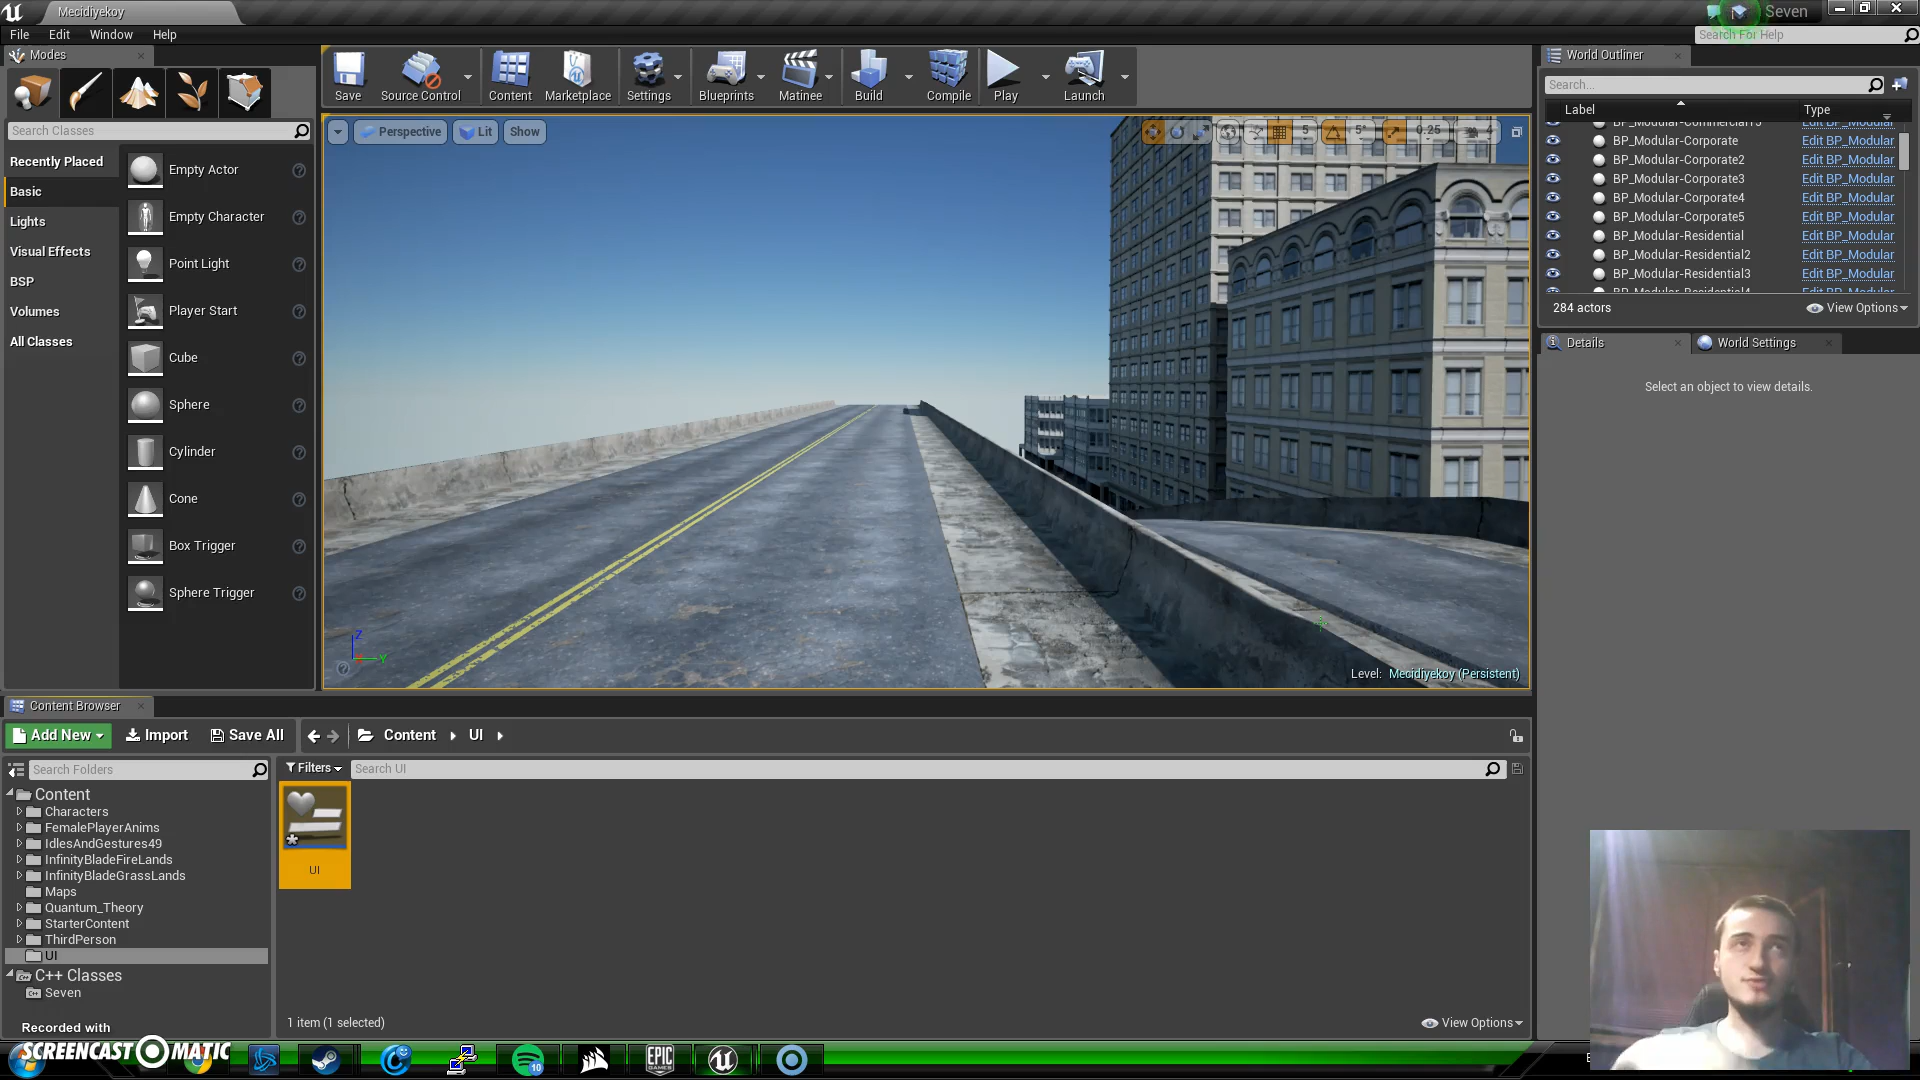 Mecidiyekoy
Seven
File Edit Window Help
Search For Help
Modes
Search Classes
Recently Placed
Basic
Lights
Visual Effects
BSP
Volumes
All Classes
Empty Actor
Empty Character
Point Light
Player Start
Cube
Sphere
Cylinder
Cone
Box Trigger
Sphere Trigger
Save Source Control Content Marketplace Settings Blueprints Matinee Build Compile Play Launch
Perspective Lit Show
5 5° 0.25 4
Level: Mecidiyekoy (Persistent)
World Outliner
Search...
Label Type
BP_Modular-Corporate Edit BP_Modular
BP_Modular-Corporate2 Edit BP_Modular
BP_Modular-Corporate3 Edit BP_Modular
BP_Modular-Corporate4 Edit BP_Modular
BP_Modular-Corporate5 Edit BP_Modular
BP_Modular-Residential Edit BP_Modular
BP_Modular-Residential2 Edit BP_Modular
BP_Modular-Residential3 Edit BP_Modular
284 actors View Options
Details World Settings
Select an object to view details.
Content Browser
Add New Import Save All Content UI
Search Folders
Filters Search UI
Content
Characters
FemalePlayerAnims
IdlesAndGestures49
InfinityBladeFireLands
InfinityBladeGrassLands
Maps
Quantum_Theory
StarterContent
ThirdPerson
UI
C++ Classes
Seven
UI
1 item (1 selected) View Options
Recorded with
SCREENCAST-O-MATIC
10
EPIC GAMES